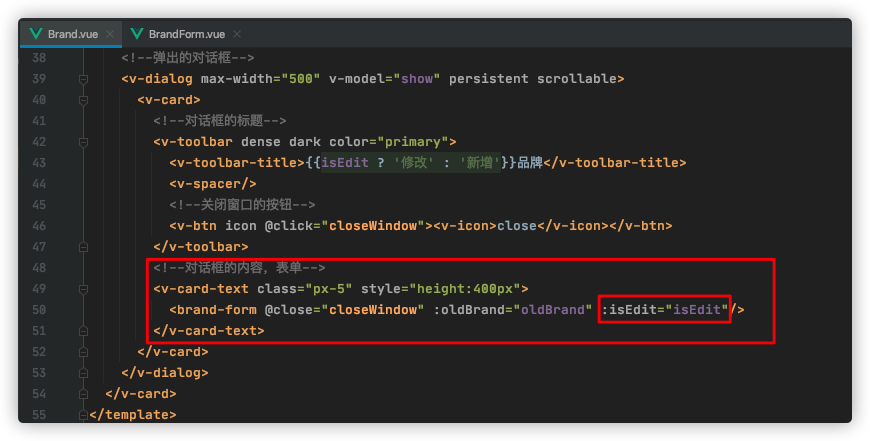 Brand.vue × BrandForm.vue ×
38 <!--弹出的对话框-->
39 <v-dialog max-width="500" v-model="show" persistent scrollable>
40 <v-card>
41 <!--对话框的标题-->
42 <v-toolbar dense dark color="primary">
43 <v-toolbar-title>{{isEdit ? '修改' : '新增'}}品牌</v-toolbar-title>
44 <v-spacer/>
45 <!--关闭窗口的按钮-->
46 <v-btn icon @click="closeWindow"><v-icon>close</v-icon></v-btn>
47 </v-toolbar>
48 <!--对话框的内容，表单-->
49 <v-card-text class="px-5" style="height:400px">
50 <brand-form @close="closeWindow" :oldBrand="oldBrand" :isEdit="isEdit"/>
51 </v-card-text>
52 </v-card>
53 </v-dialog>
54 </v-card>
55 </template>